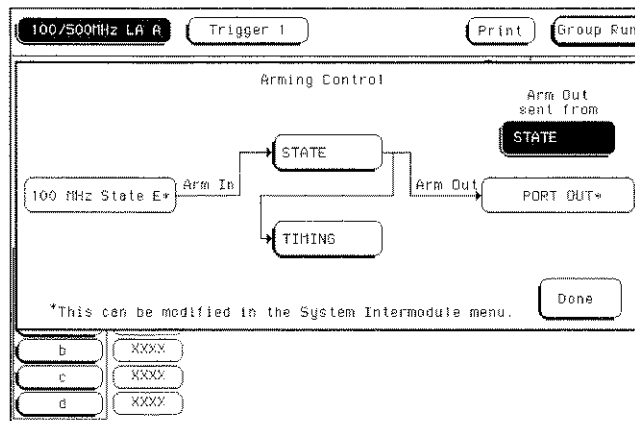 100/500MHz LA A
Trigger 1
Print
Group Run
Arming Control
Arm Out
sent from
STATE
STATE
100 MHz State E*
Arm In
Arm Out
PORT OUT*
TIMING
Done
*This can be modified in the System Intermodule menu.
b
XXXX
c
XXXX
d
XXXX